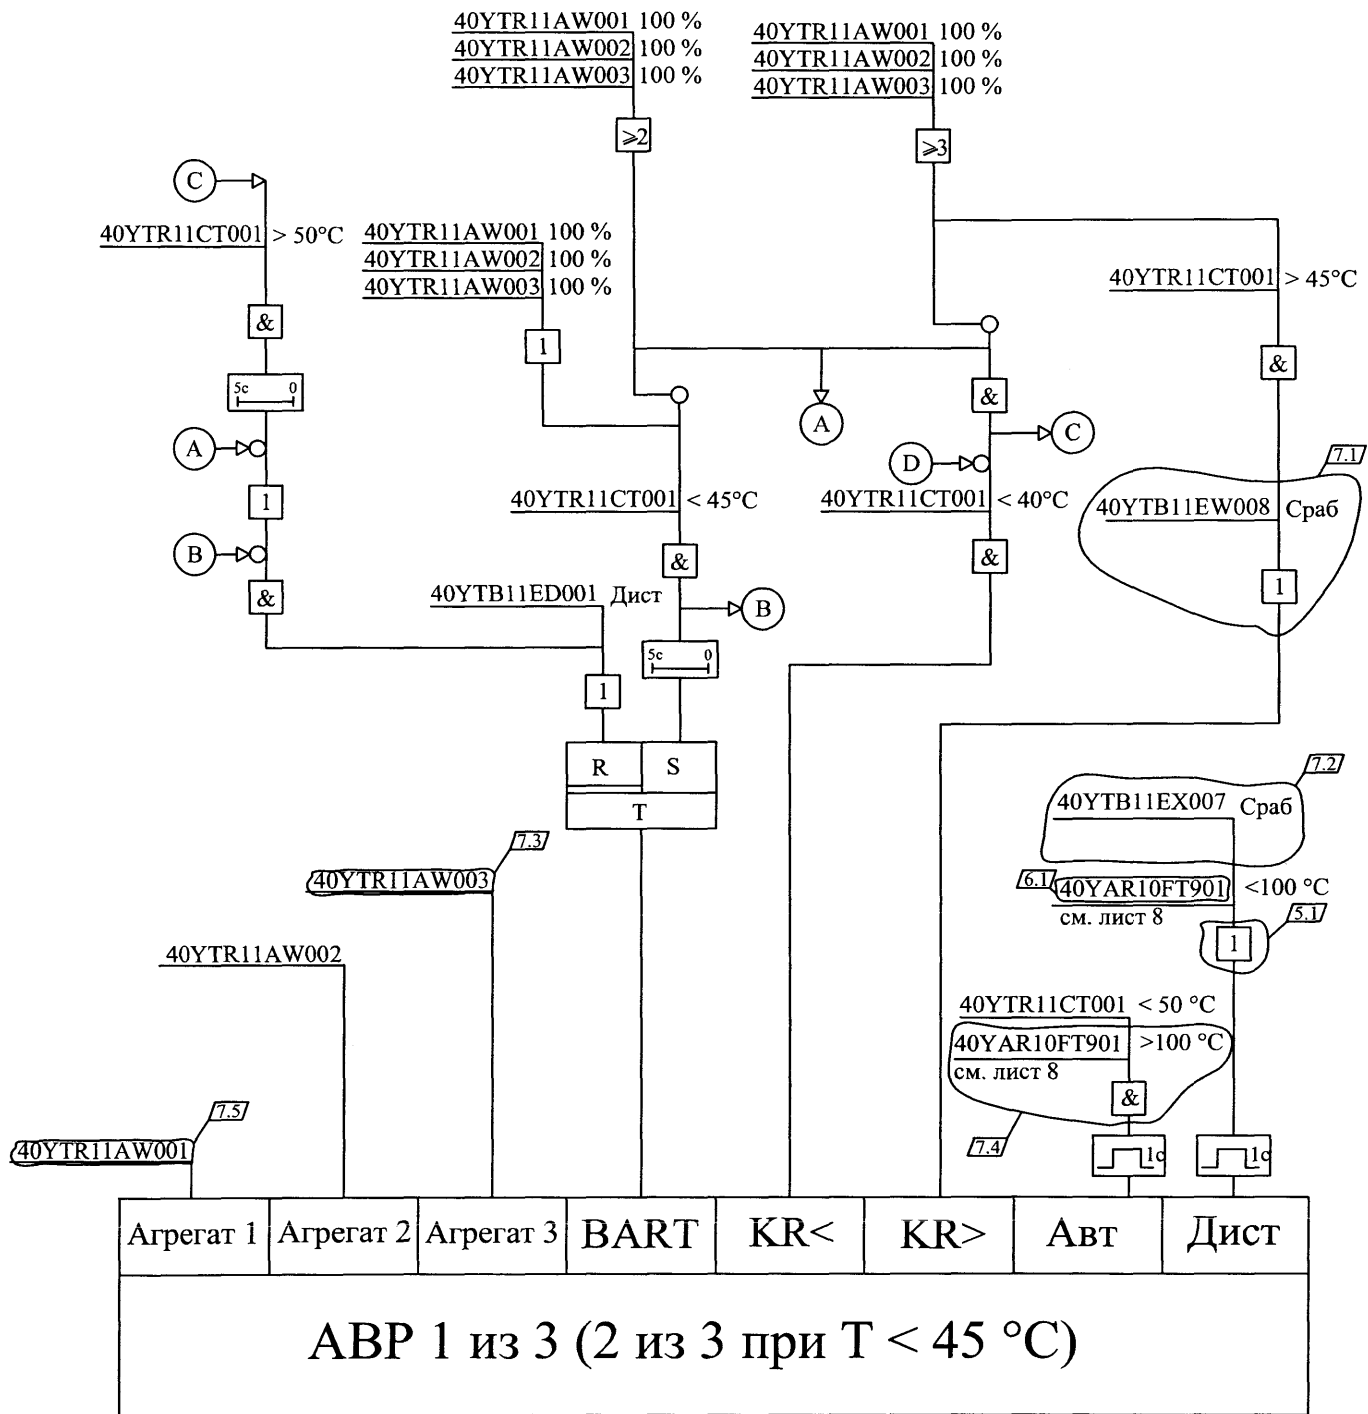 40YTR11AW001 100 %
40YTR11AW002 100 %
40YTR11AW003 100 %
≥2
40YTR11AW001 100 %
40YTR11AW002 100 %
40YTR11AW003 100 %
≥3
C
40YTR11CT001 > 50°C
&
5с 0
A
1
B
&
40YTR11AW001 100 %
40YTR11AW002 100 %
40YTR11AW003 100 %
1
A
40YTR11CT001 < 45°C
&
B
5с 0
40YTB11ED001 Дист
1
R S
T
&
C
D
40YTR11CT001 < 40°C
&
40YTR11CT001 > 45°C
&
7.1
40YTB11EW008 Сраб
1
7.2
40YTB11EX007 Сраб
6.1 40YAR10FT901 <100 °C
см. лист 8
5.1
1
7.3
40YTR11AW003
40YTR11AW002
40YTR11CT001 < 50 °C
40YAR10FT901 >100 °C
см. лист 8
&
7.4
1с
1с
7.5
40YTR11AW001
Агрегат 1 Агрегат 2 Агрегат 3 BART KR< KR> Авт Дист
АВР 1 из 3 (2 из 3 при T < 45 °C)